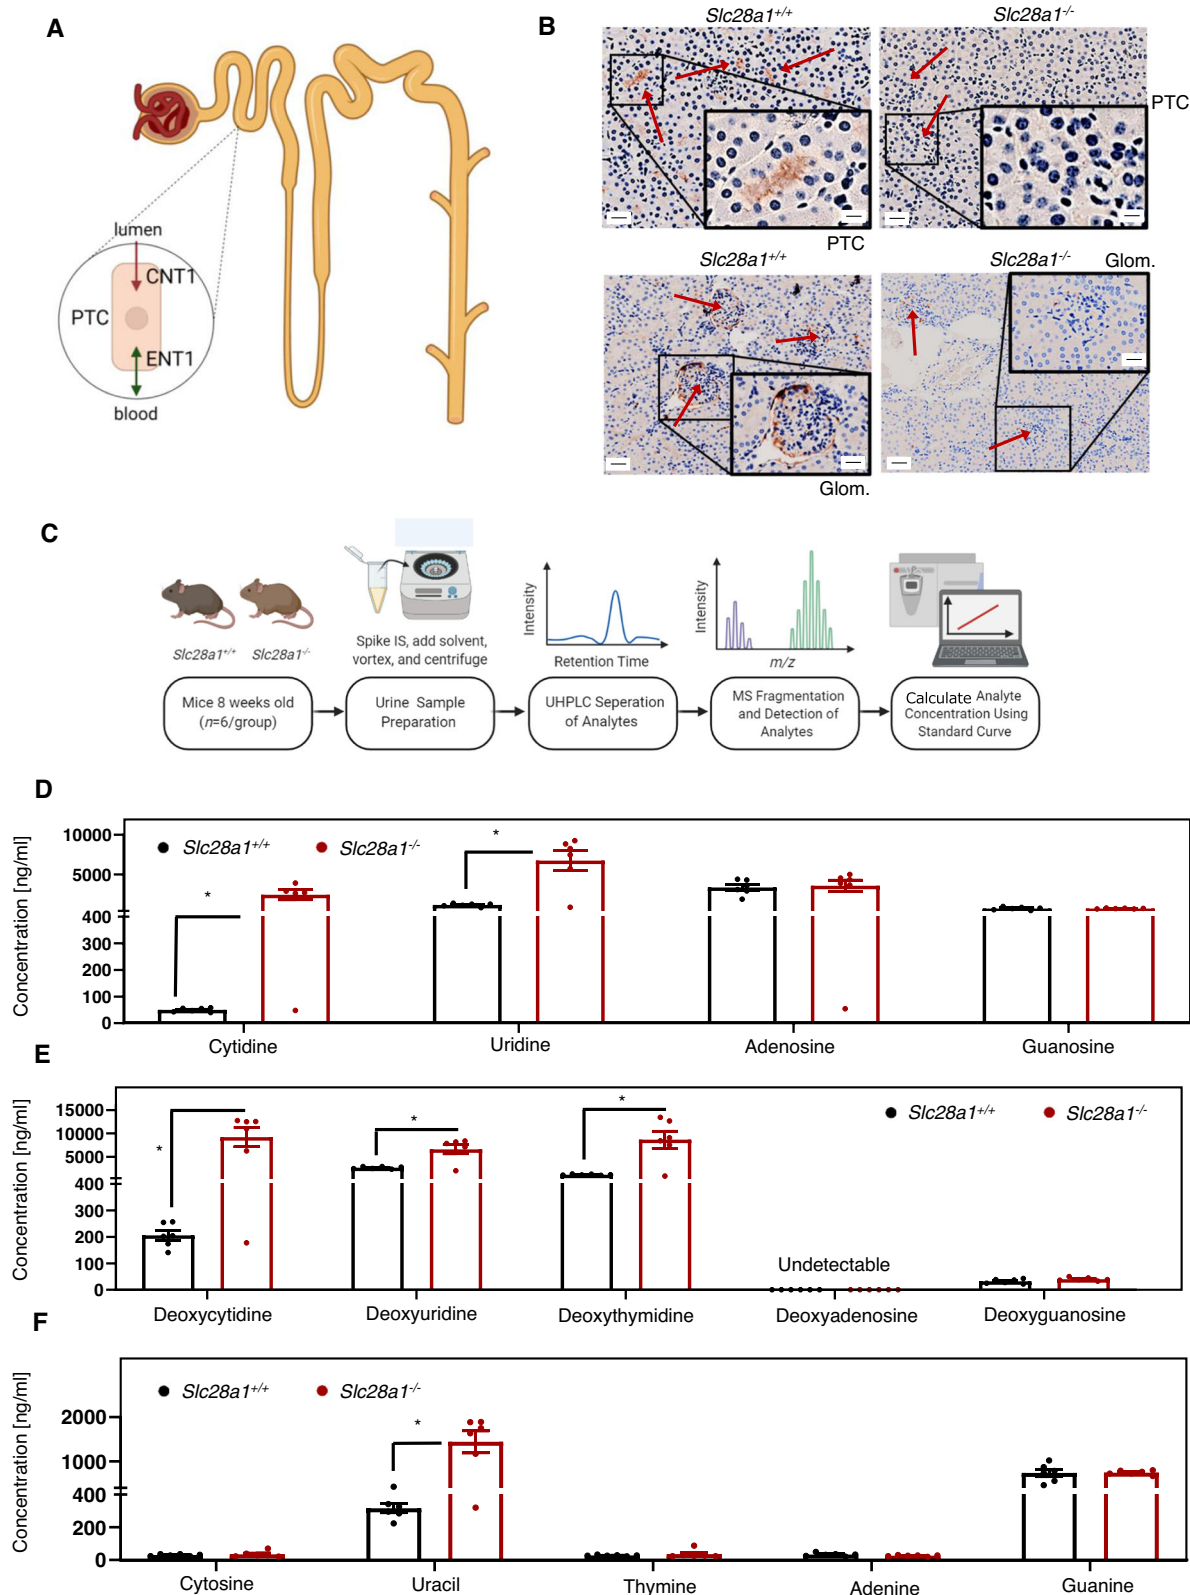 A
lumen
CNT1
PTC
ENT1
blood
B
Slc28a1+/+
Slc28a1-/-
PTC
PTC
Slc28a1+/+
Slc28a1-/-
Glom.
Glom.
C
Slc28a1+/+
Slc28a1-/-
Spike IS, add solvent,
vortex, and centrifuge
Intensity
Retention Time
Intensity
m/z
Mice 8 weeks old
(n=6/group)
Urine Sample
Preparation
UHPLC Seperation
of Analytes
MS Fragmentation
and Detection of
Analytes
Calculate Analyte
Concentration Using
Standard Curve
D
Concentration [ng/ml]
10000
5000
400
300
200
100
0
Slc28a1+/+
Slc28a1-/-
*
*
Cytidine
Uridine
Adenosine
Guanosine
E
Concentration [ng/ml]
15000
10000
5000
400
300
200
100
0
*
*
*
Slc28a1+/+
Slc28a1-/-
Undetectable
Deoxycytidine
Deoxyuridine
Deoxythymidine
Deoxyadenosine
Deoxyguanosine
F
Concentration [ng/ml]
2000
1000
400
200
0
Slc28a1+/+
Slc28a1-/-
*
Cytosine
Uracil
Thymine
Adenine
Guanine